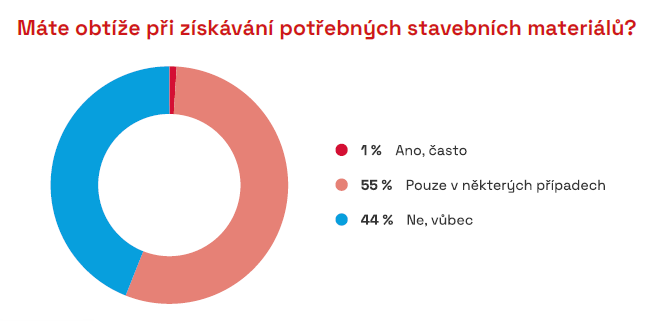 Máte obtíže při získávání potřebných stavebních materiálů?
1 % Ano, často
55 % Pouze v některých případech
44 % Ne, vůbec